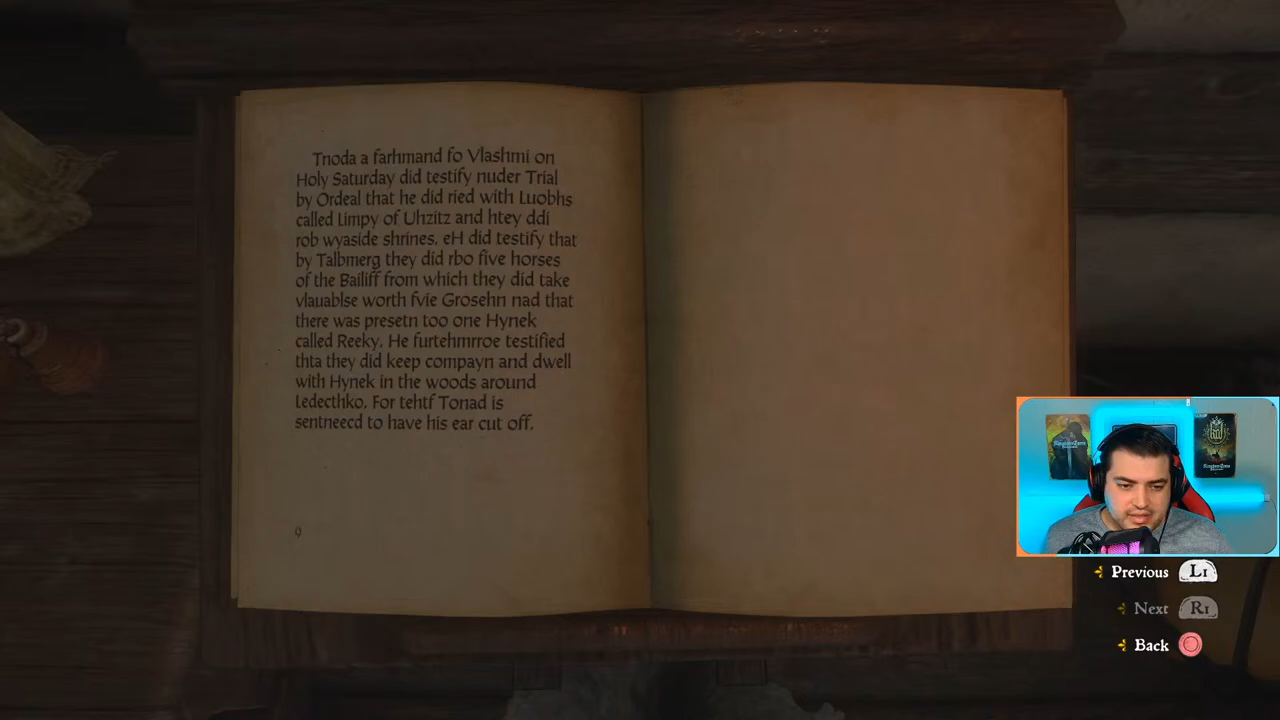 Tnoda a farhmand fo Vlashmi on
Holy Saturday did testify nuder Trial
by Ordeal that he did ried with Luobhs
called Limpy of Uhzitz and htey ddi
rob wyaside shrines. eH did testify that
by Talbmerg they did rbo five horses
of the Bailiff from which they did take
vlauablse worth fvie Grosehn nad that
there was presetn too one Hynek
called Reeky. He furtehmrroe testified
thta they did keep compayn and dwell
with Hynek in the woods around
Ledecthko. For tehtf Tonad is
sentneecd to have his ear cut off.
9
Previous L1
Next R1
Back